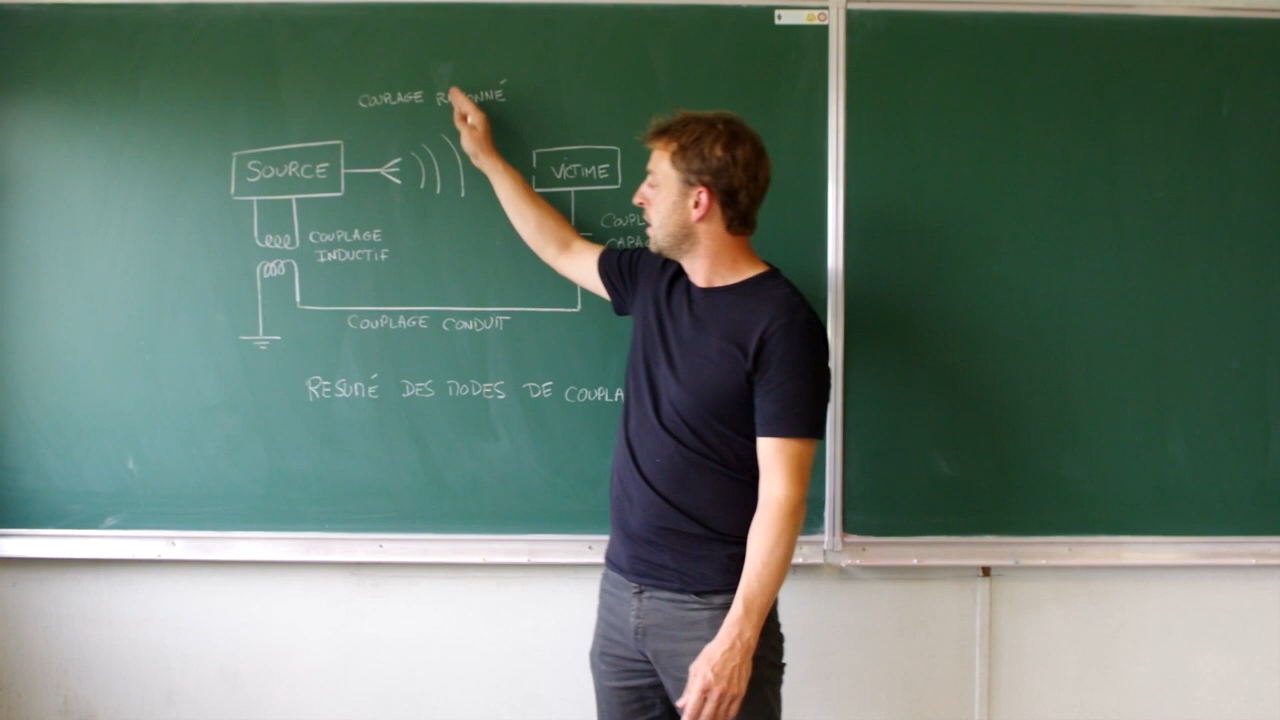 COUPLAGE
SOURCE
VICTIME
COUPLAGE
INDUCTIF
COUPLAGE CONDUIT
RESUMÉ DES MODES DE